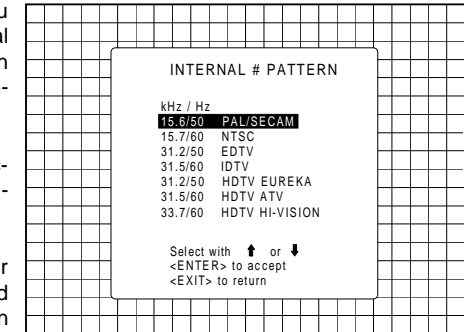 INTERNAL # PATTERN
kHz / Hz
15.6/50 PAL/SECAM
15.7/60 NTSC
31.2/50 EDTV
31.5/60 IDTV
31.2/50 HDTV EUREKA
31.5/60 HDTV ATV
33.7/60 HDTV HI-VISION
Select with ⬆ or ⬇
<ENTER> to accept
<EXIT> to return